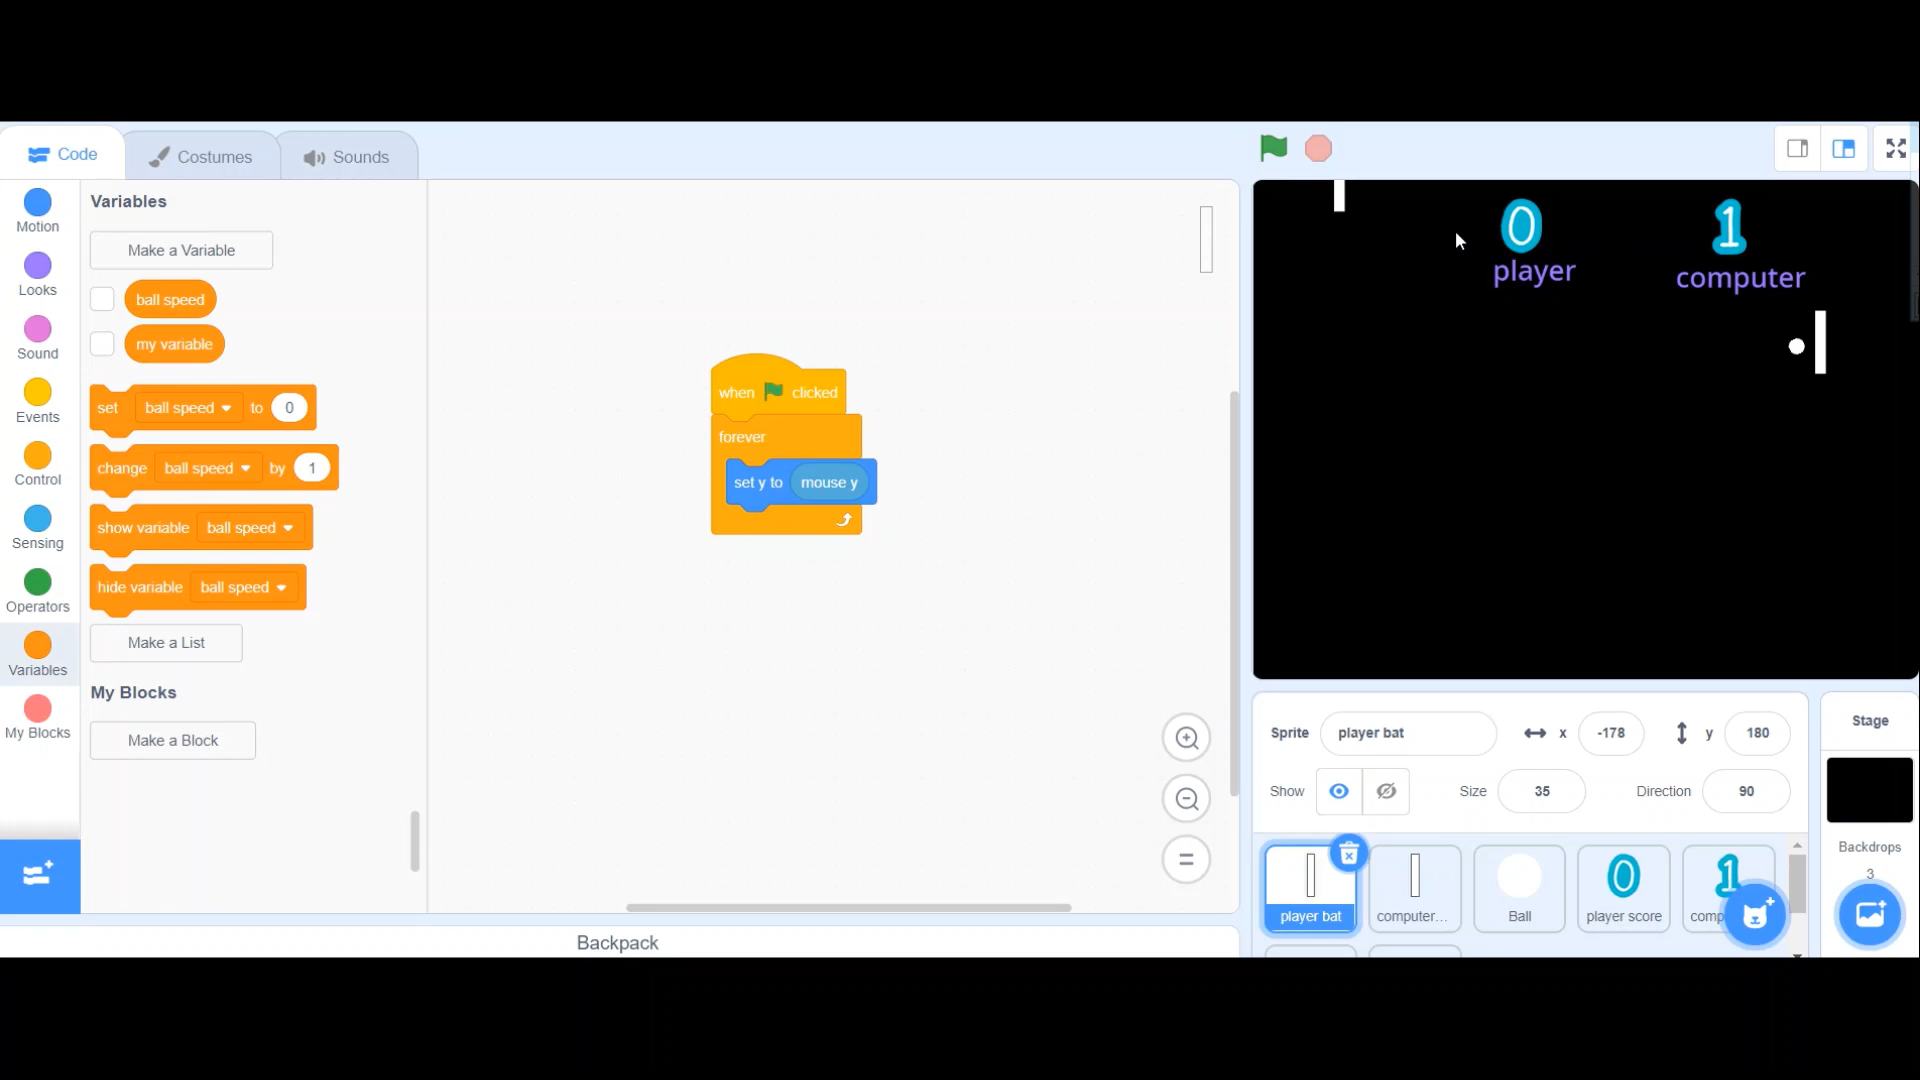 Code
Costumes
Sounds
Motion
Looks
Sound
Events
Control
Sensing
Operators
Variables
My Blocks
Variables
Make a Variable
ball speed
my variable
set ball speed to 0
change ball speed by 1
show variable ball speed
hide variable ball speed
Make a List
My Blocks
Make a Block
when clicked
forever
set y to mouse y
Backpack
0
1
player
computer
Sprite player bat x -178 y 180
Show Size 35 Direction 90
player bat
computer...
Ball
0
player score
1
comp
Stage
Backdrops
3